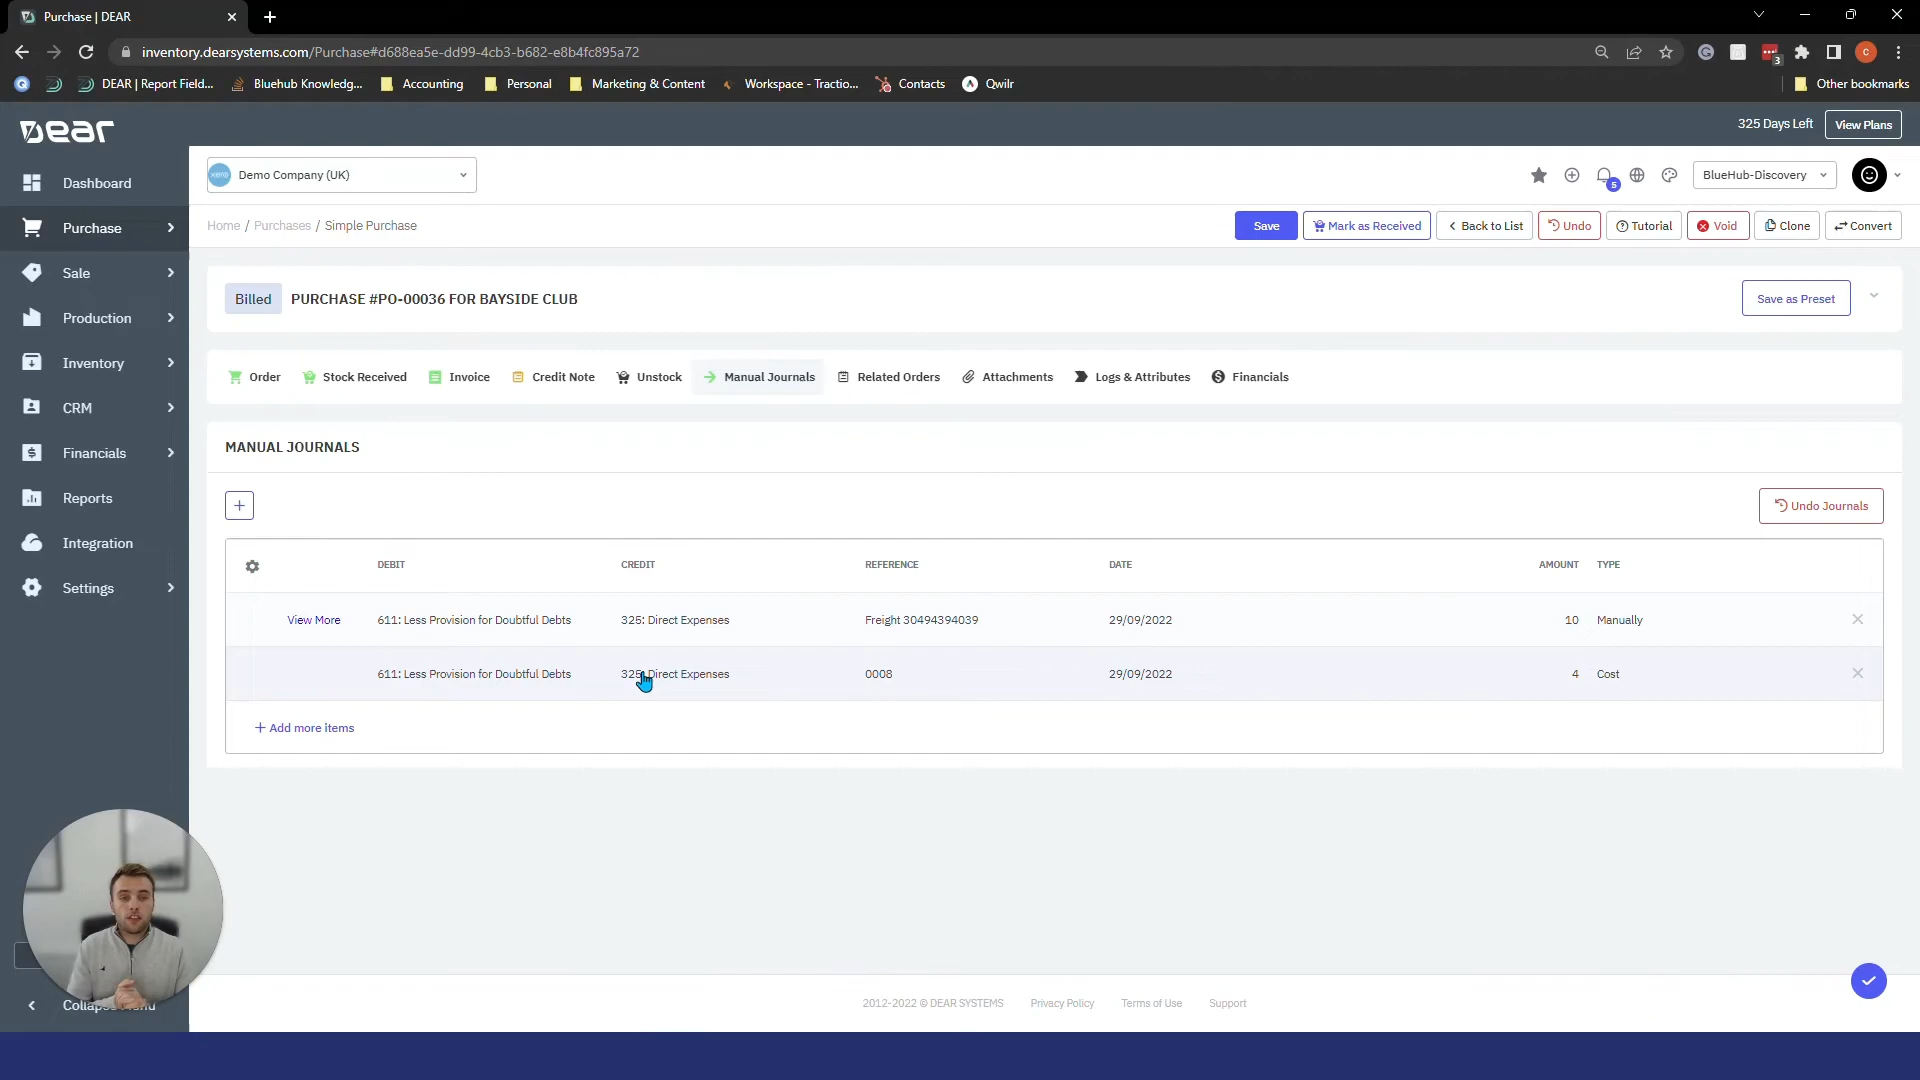 Purchase | DEAR
inventory.dearsystems.com/Purchase#d688ea5e-dd99-4cb3-b682-e8b4fc895a72
3
C
DEAR | Report Field...
Bluehub Knowledg...
Accounting
Personal
Marketing & Content
Workspace - Tractio...
Contacts
Qwilr
Other bookmarks
DEAR
325 Days Left
View Plans
Dashboard
Purchase
Sale
Production
Inventory
CRM
Financials
Reports
Integration
Settings
xero
Demo Company (UK)
5
BlueHub-Discovery
Home / Purchases / Simple Purchase
Save
Mark as Received
Back to List
Undo
Tutorial
Void
Clone
Convert
Billed
PURCHASE #PO-00036 FOR BAYSIDE CLUB
Save as Preset
Order
Stock Received
Invoice
Credit Note
Unstock
Manual Journals
Related Orders
Attachments
Logs & Attributes
Financials
MANUAL JOURNALS
+
Undo Journals
DEBIT CREDIT REFERENCE DATE AMOUNT TYPE
View More 611: Less Provision for Doubtful Debts 325: Direct Expenses Freight 30494394039 29/09/2022 10 Manually
611: Less Provision for Doubtful Debts 325: Direct Expenses 0008 29/09/2022 4 Cost
+ Add more items
2012-2022 © DEAR SYSTEMS
Privacy Policy
Terms of Use
Support